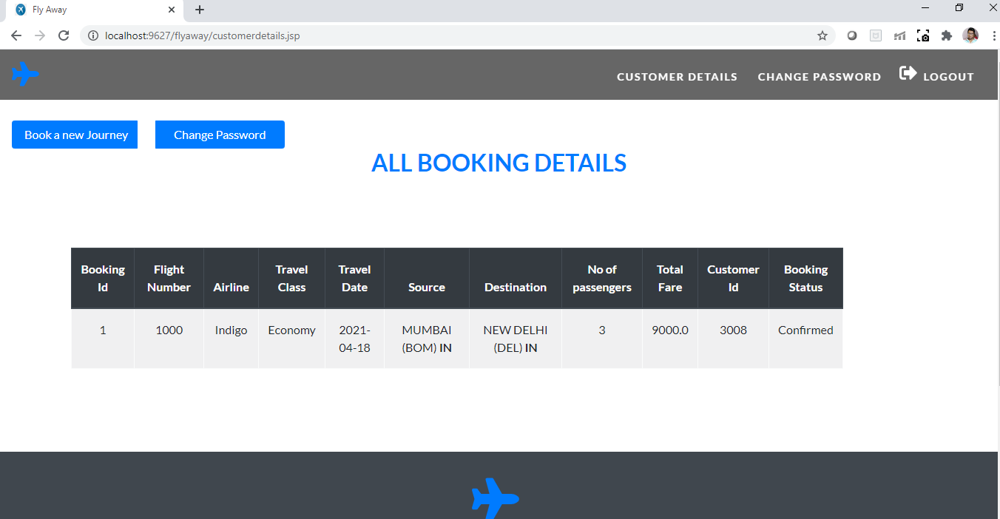 Fly Away
localhost:9627/flyaway/customerdetails.jsp
CUSTOMER DETAILS CHANGE PASSWORD LOGOUT
Book a new Journey Change Password
ALL BOOKING DETAILS
Booking Id Flight Number Airline Travel Class Travel Date Source Destination No of passengers Total Fare Customer Id Booking Status
1 1000 Indigo Economy 2021-04-18 MUMBAI (BOM) IN NEW DELHI (DEL) IN 3 9000.0 3008 Confirmed